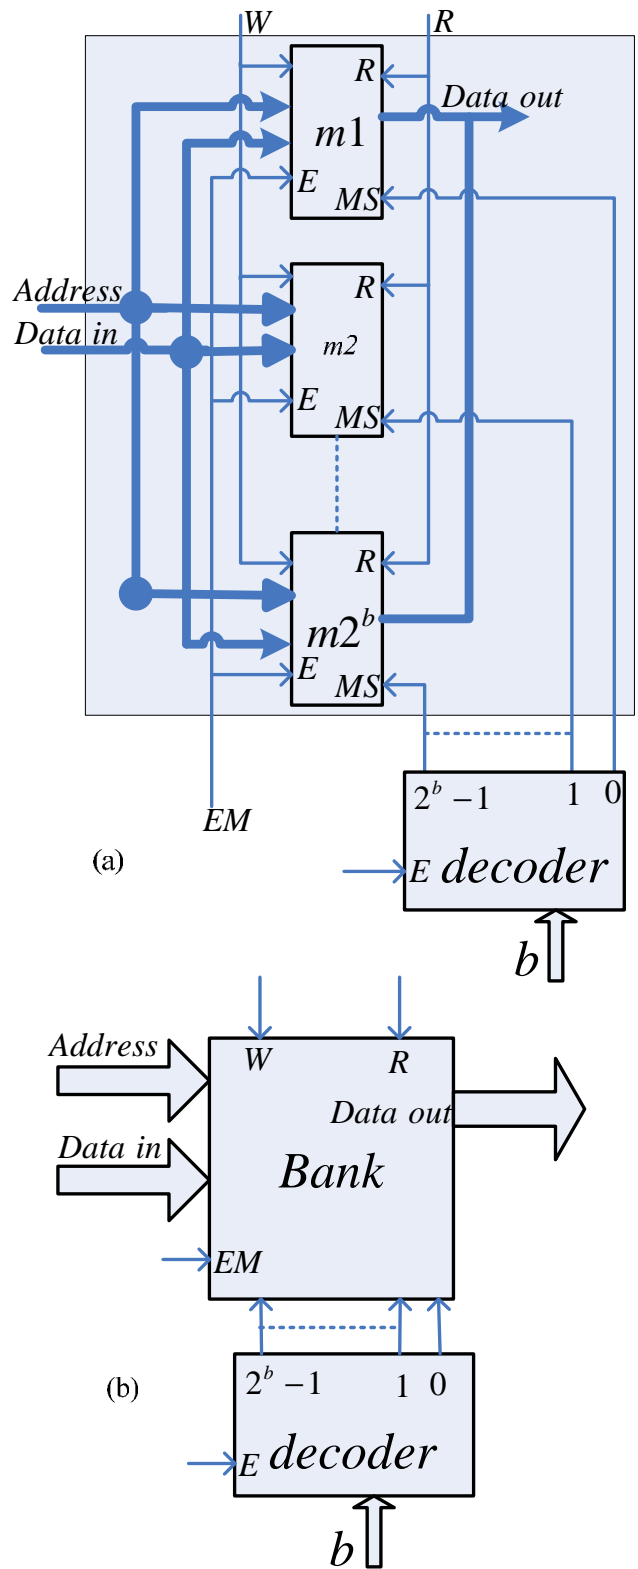 W R
R
Data out
m1
E
MS
Address
R
Data in
m2
E
MS
R
m2^b
E
MS
2^b −1 1 0
EM
(a)
E decoder
b
Address
W R
Data out
Data in
Bank
EM
2^b −1 1 0
(b)
E decoder
b